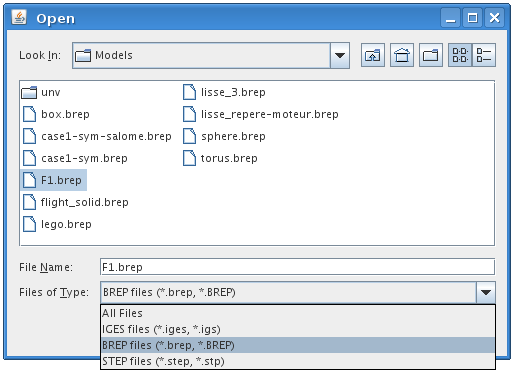 Open
Look In: Models
unv
box.brep
case1-sym-salome.brep
case1-sym.brep
F1.brep
flight_solid.brep
lego.brep
lisse_3.brep
lisse_repere-moteur.brep
sphere.brep
torus.brep
File Name: F1.brep
Files of Type: BREP files (*.brep, *.BREP)
All Files
IGES files (*.iges, *.igs)
BREP files (*.brep, *.BREP)
STEP files (*.step, *.stp)